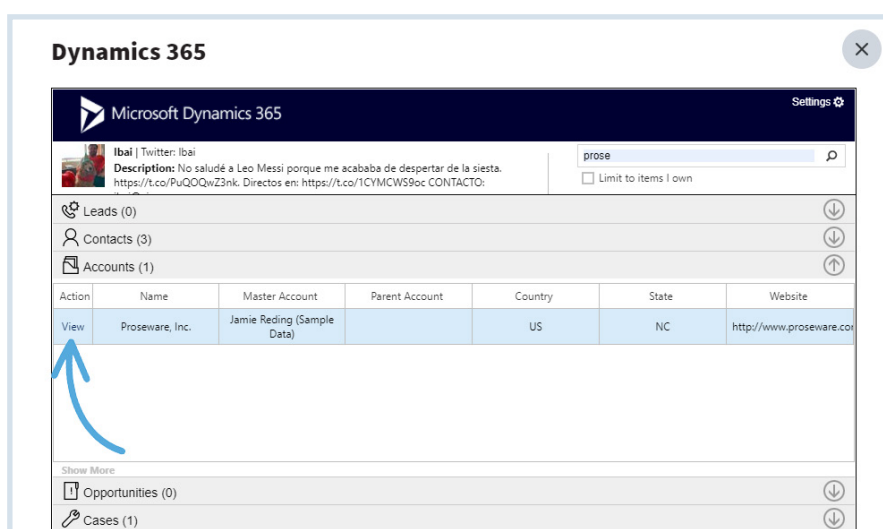 Dynamics 365
Microsoft Dynamics 365
Settings
Ibai | Twitter: Ibai
Description: No saludé a Leo Messi porque me acababa de despertar de la siesta.
https://t.co/PuQOQwZ3nk. Directos en: https://t.co/1CYMCWS9oc CONTACTO:
prose
Limit to items I own
Leads (0)
Contacts (3)
Accounts (1)
Action Name Master Account Parent Account Country State Website
View Proseware, Inc. Jamie Reding (Sample US NC http://www.proseware.com
Data)
Show More
Opportunities (0)
Cases (1)